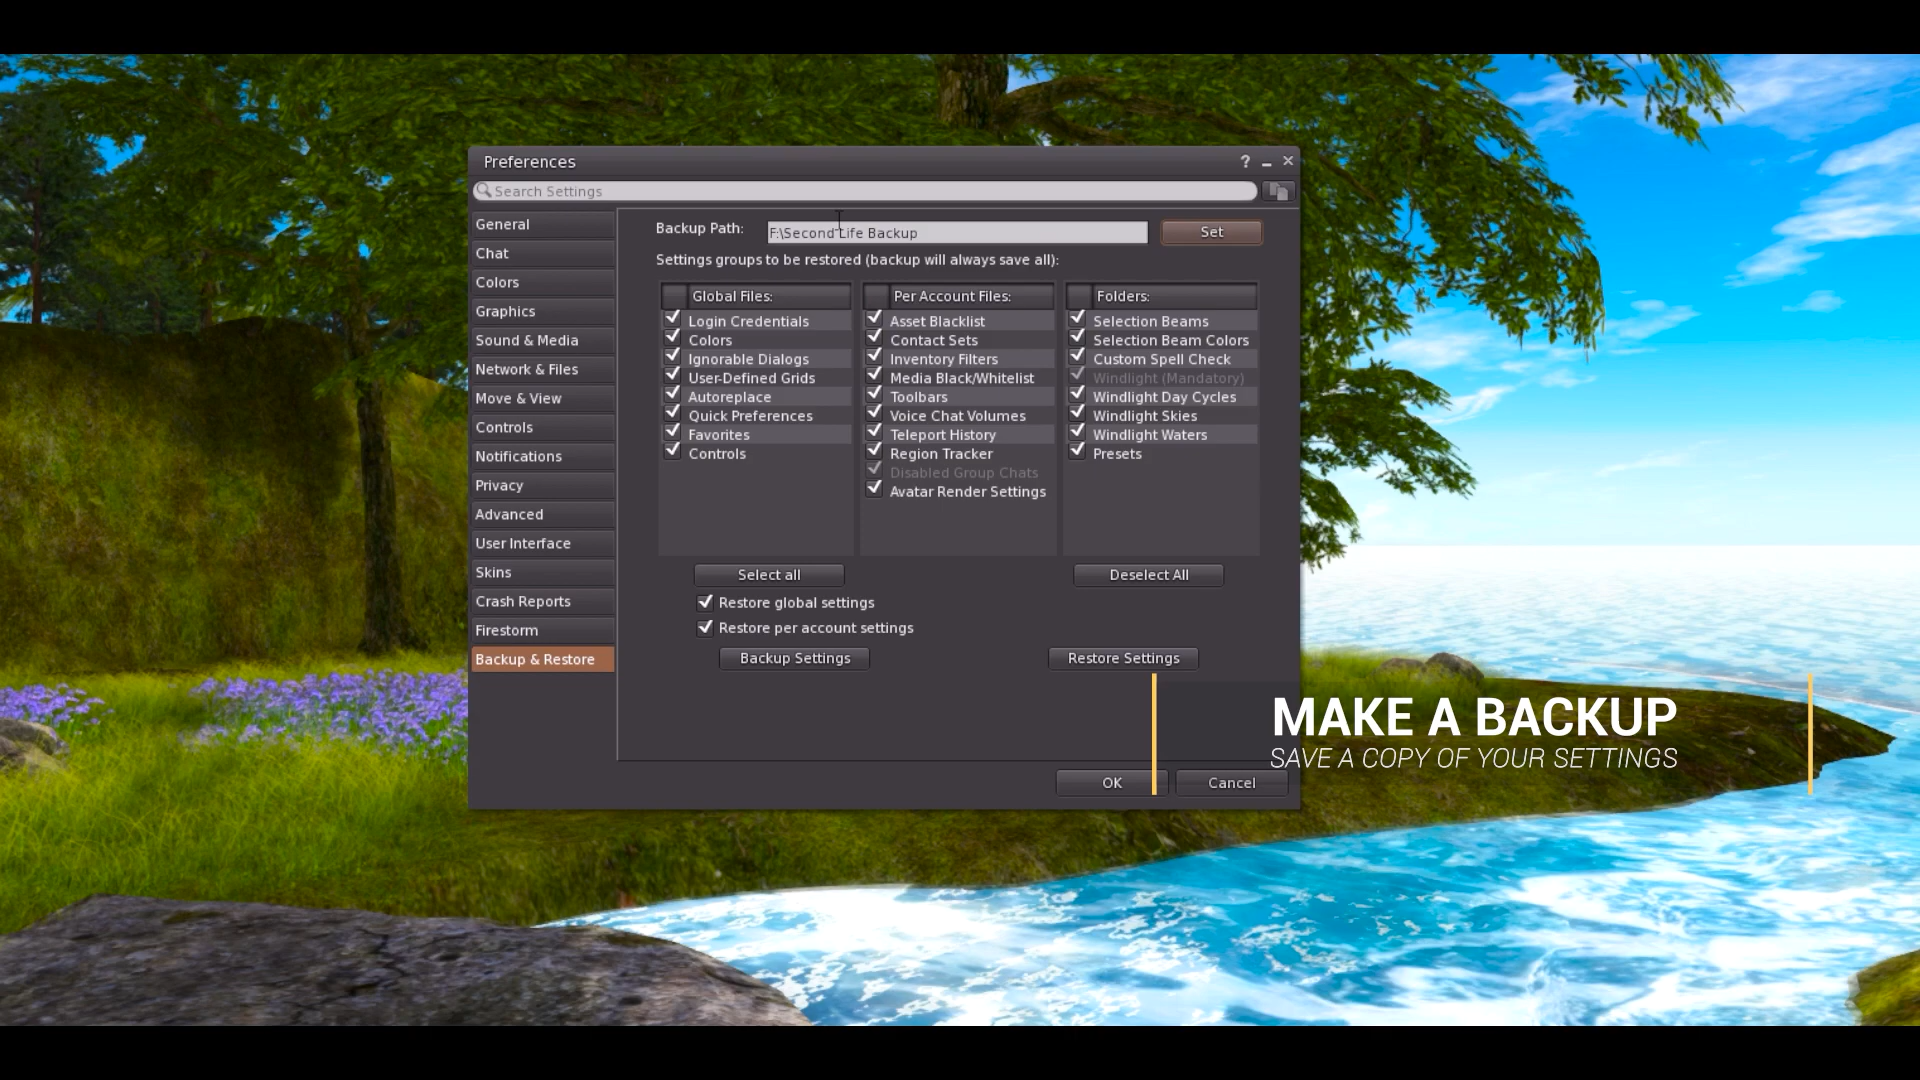 Preferences
?
Search Settings
General
Chat
Colors
Graphics
Sound & Media
Network & Files
Move & View
Controls
Notifications
Privacy
Advanced
User Interface
Skins
Crash Reports
Firestorm
Backup & Restore
Backup Path:
F:\Second Life Backup
Set
Settings groups to be restored (backup will always save all):
Global Files:
Login Credentials
Colors
Ignorable Dialogs
User-Defined Grids
Autoreplace
Quick Preferences
Favorites
Controls
Per Account Files:
Asset Blacklist
Contact Sets
Inventory Filters
Media Black/Whitelist
Toolbars
Voice Chat Volumes
Teleport History
Region Tracker
Disabled Group Chats
Avatar Render Settings
Folders:
Selection Beams
Selection Beam Colors
Custom Spell Check
Windlight (Mandatory)
Windlight Day Cycles
Windlight Skies
Windlight Waters
Presets
Select all
Deselect All
Restore global settings
Restore per account settings
Backup Settings
Restore Settings
OK
Cancel
MAKE A BACKUP
SAVE A COPY OF YOUR SETTINGS